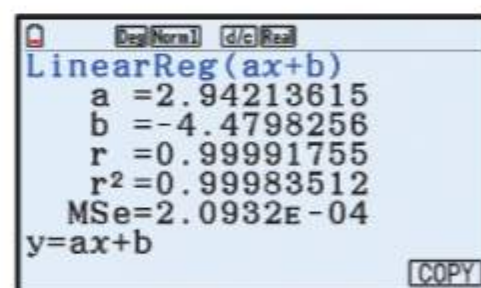 Deg Norm1 d/c Real
LinearReg(ax+b)
a =2.94213615
b =-4.4798256
r =0.99991755
r²=0.99983512
MSe=2.0932E-04
y=ax+b
COPY